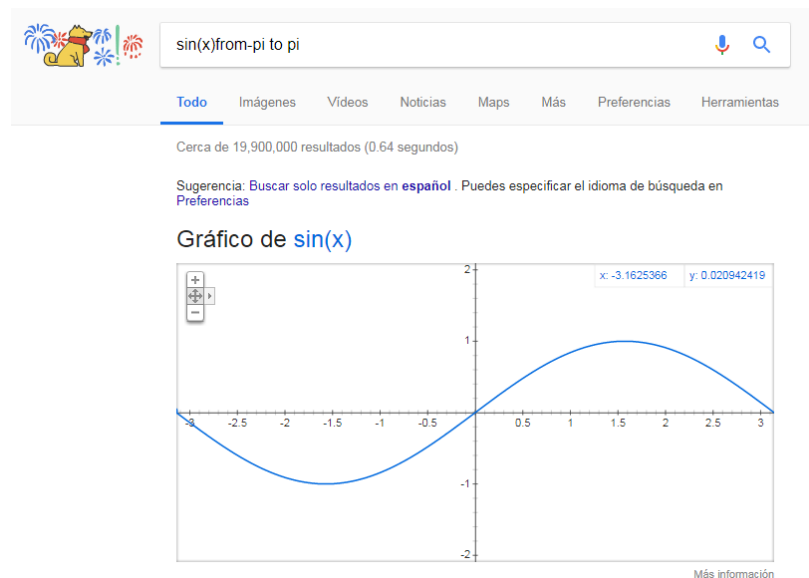 sin(x)from-pi to pi
Todo Imágenes Vídeos Noticias Maps Más Preferencias Herramientas
Cerca de 19,900,000 resultados (0.64 segundos)
Sugerencia: Buscar solo resultados en español . Puedes especificar el idioma de búsqueda en
Preferencias
Gráfico de sin(x)
x: -3.1625366 y: 0.020942419
2
1
-3 -2.5 -2 -1.5 -1 -0.5 0.5 1 1.5 2 2.5 3
-1
-2
Más información